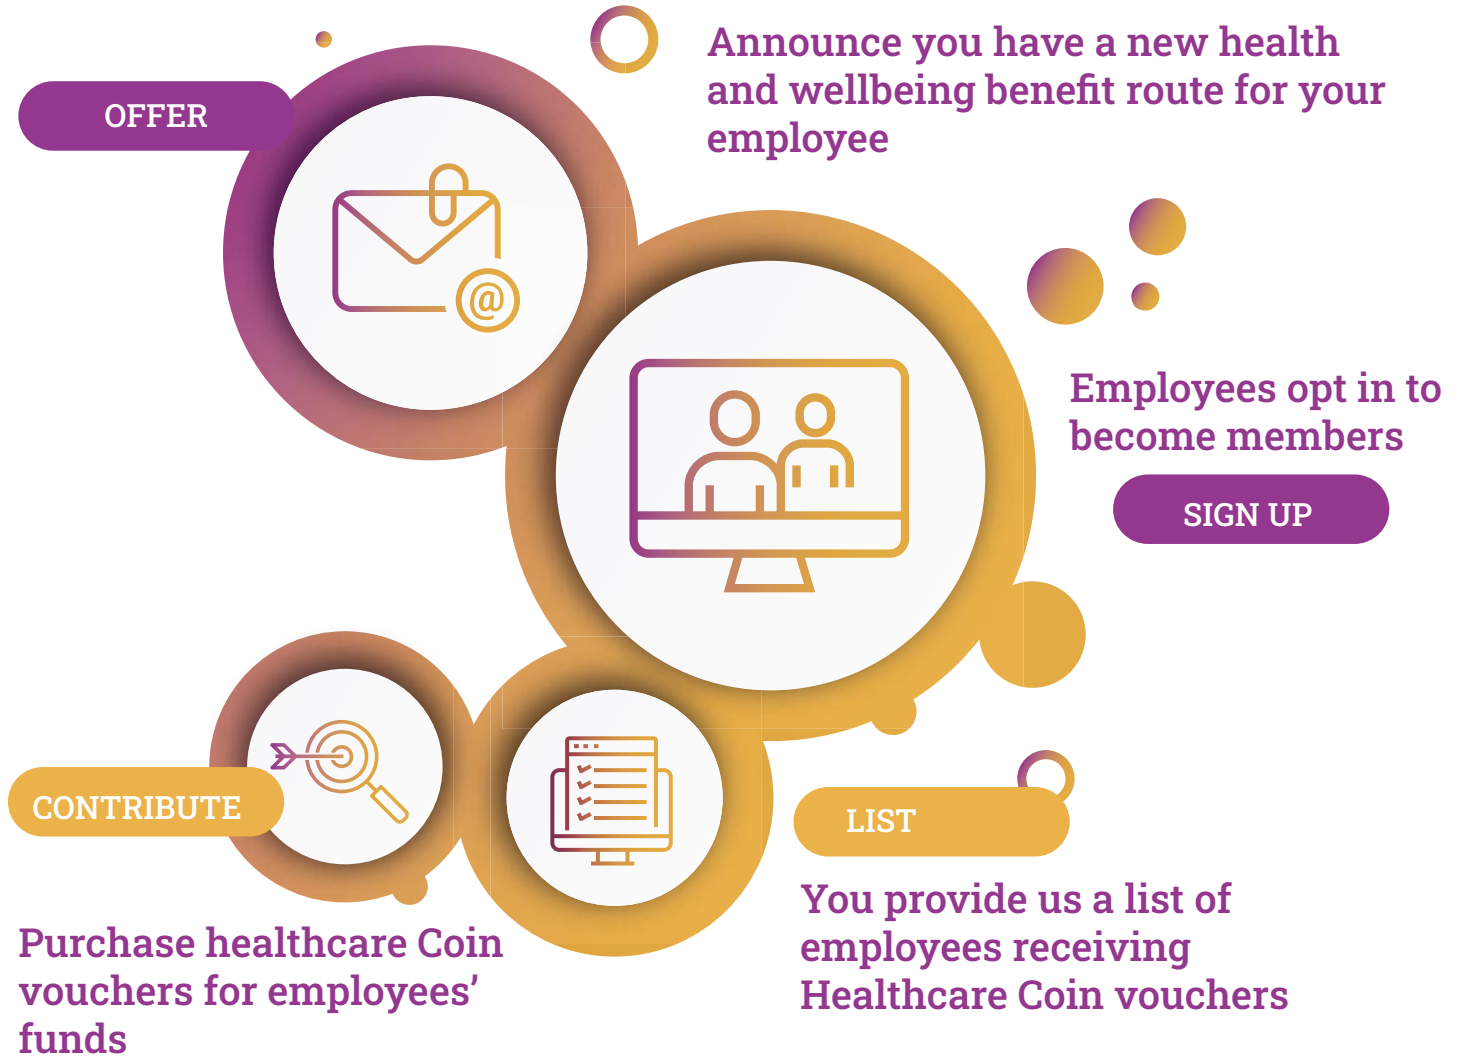 OFFER
Announce you have a new health
and wellbeing benefit route for your
employee
@
Employees opt in to
become members
SIGN UP
LIST
You provide us a list of
employees receiving
Healthcare Coin vouchers
CONTRIBUTE
Purchase healthcare Coin
vouchers for employees’
funds